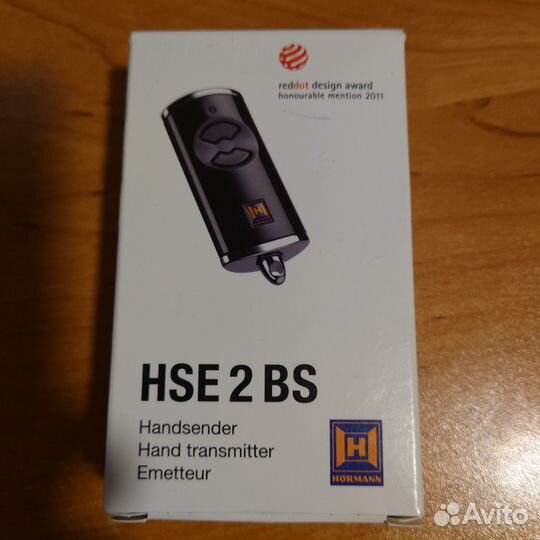 reddot design award
honourable mention 2011
HSE 2 BS
Handsender
Hand transmitter
Emetteur
HÖRMANN
Avito